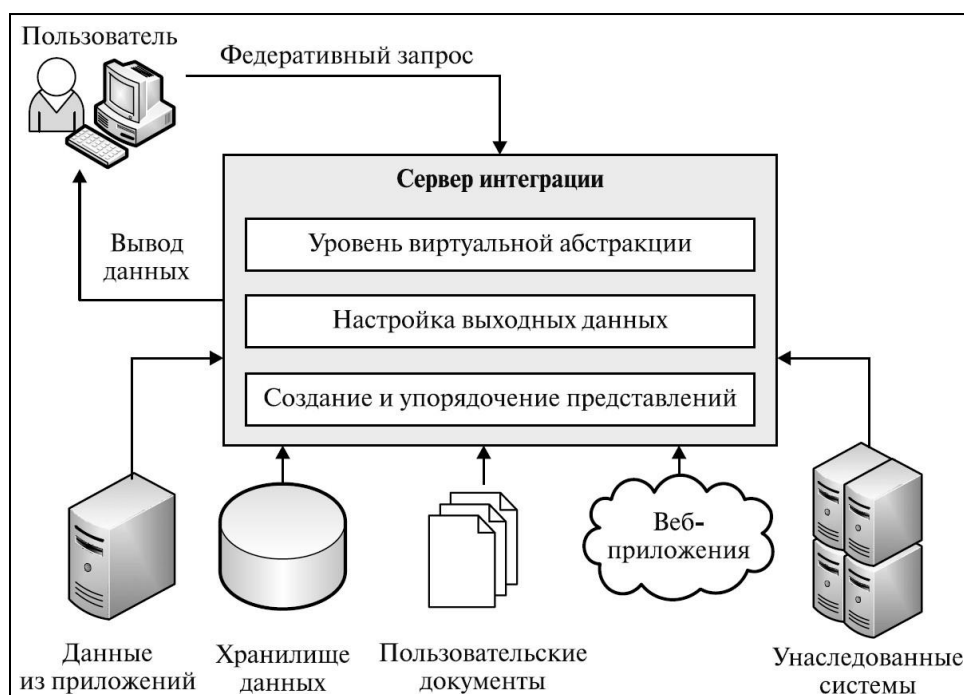 Пользователь
Федеративный запрос
Сервер интеграции
Уровень виртуальной абстракции
Вывод
данных
Настройка выходных данных
Создание и упорядочение представлений
Веб-
приложения
Данные
из приложений
Хранилище
данных
Пользовательские
документы
Унаследованные
системы